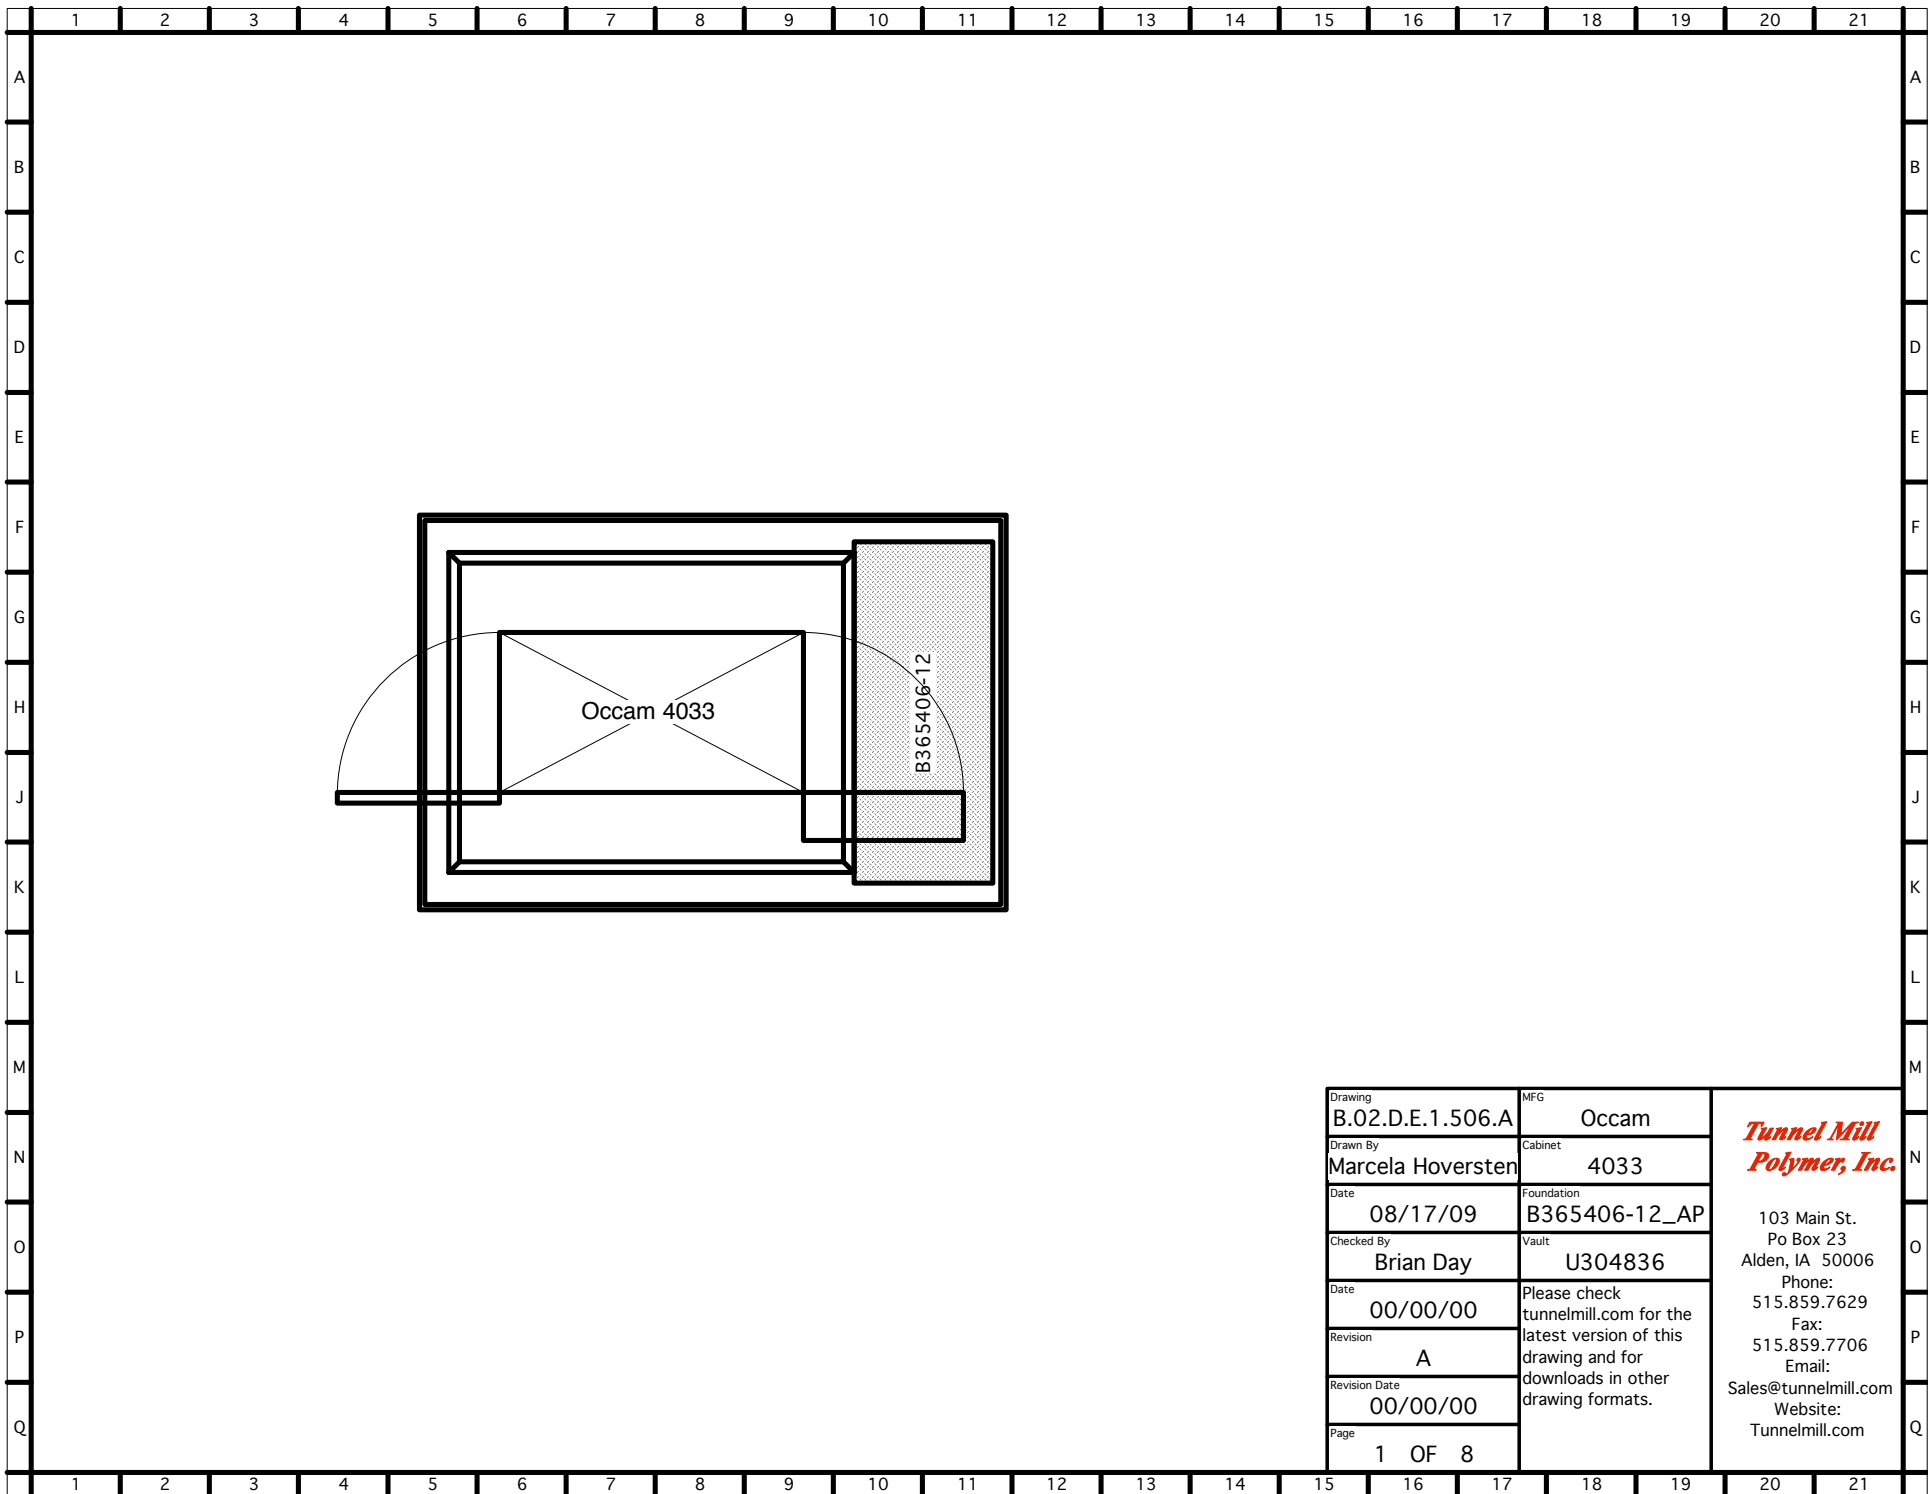 1 2 3 4 5 6 7 8 9 10 11 12 13 14 15 16 17 18 19 20 21
A A
B B
C C
D D
E E
F F
G G
H H
J J
K K
L L
M M
N N
O O
P P
Q Q
Occam 4033
B365406-12
Drawing
B.02.D.E.1.506.A
MFG
Occam
Drawn By
Marcela Hoversten
Cabinet
4033
Date
08/17/09
Foundation
B365406-12_AP
Checked By
Brian Day
Vault
U304836
Date
00/00/00
Revision
A
Revision Date
00/00/00
Page
1 OF 8
Please check
tunnelmill.com for the
latest version of this
drawing and for
downloads in other
drawing formats.
Tunnel Mill
Polymer, Inc.
103 Main St.
Po Box 23
Alden, IA 50006
Phone:
515.859.7629
Fax:
515.859.7706
Email:
Sales@tunnelmill.com
Website:
Tunnelmill.com
1 2 3 4 5 6 7 8 9 10 11 12 13 14 15 16 17 18 19 20 21